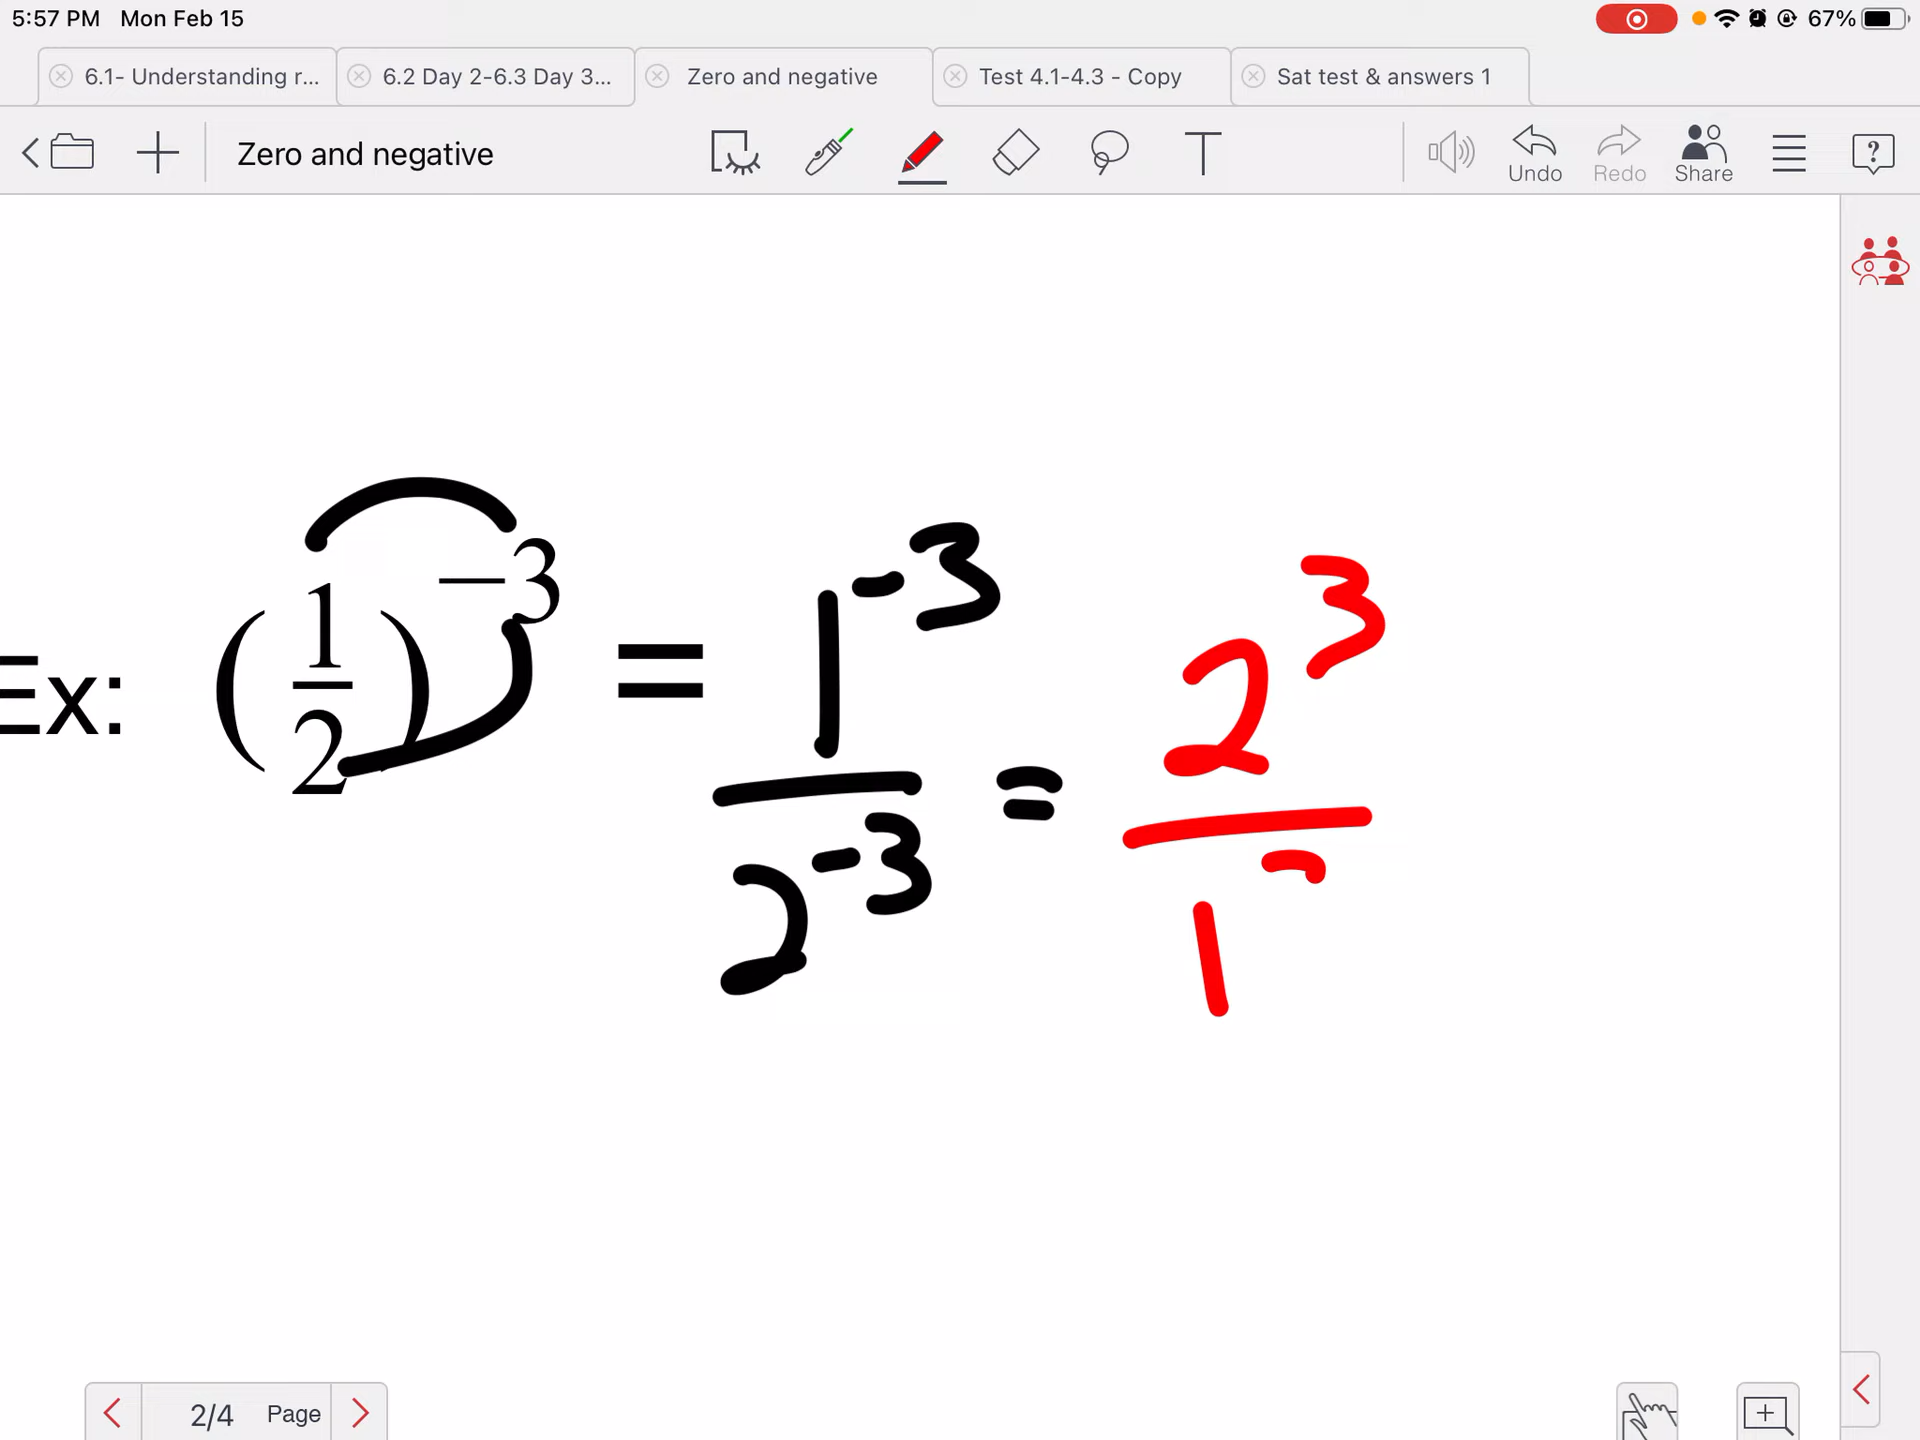 5:57 PM Mon Feb 15 67%
6.1- Understanding r... 6.2 Day 2-6.3 Day 3... Zero and negative Test 4.1-4.3 - Copy Sat test & answers 1
Zero and negative T Undo Redo Share ?
Ex: (1/2)^−3 = 1^-3/2^-3 = 2^3/1
2/4 Page